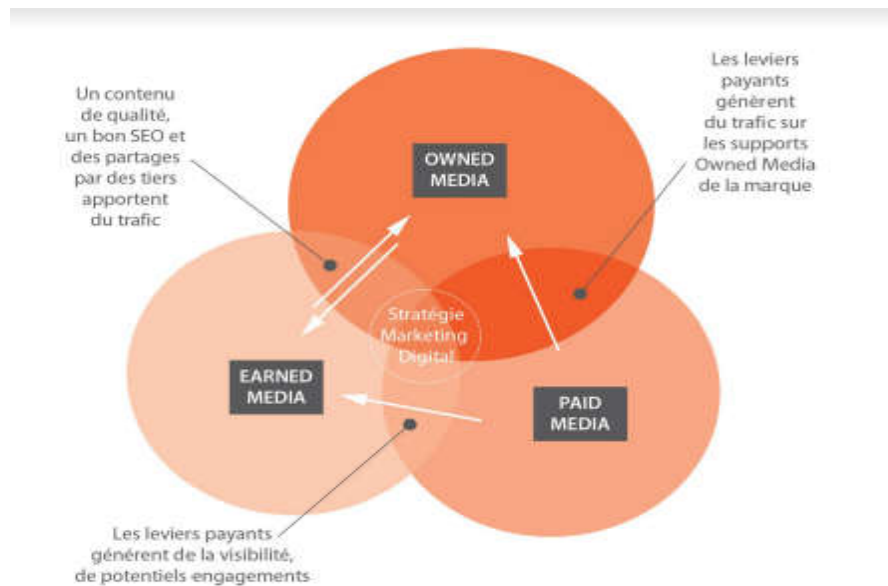 Un contenu
de qualité,
un bon SEO et
des partages
par des tiers
apportent
du trafic
Les leviers
payants
génèrent
du trafic sur
les supports
Owned Media
de la marque
OWNED
MEDIA
Stratégie
Marketing
Digital
EARNED
MEDIA
PAID
MEDIA
Les leviers payants
générent de la visibilité,
de potentiels engagements